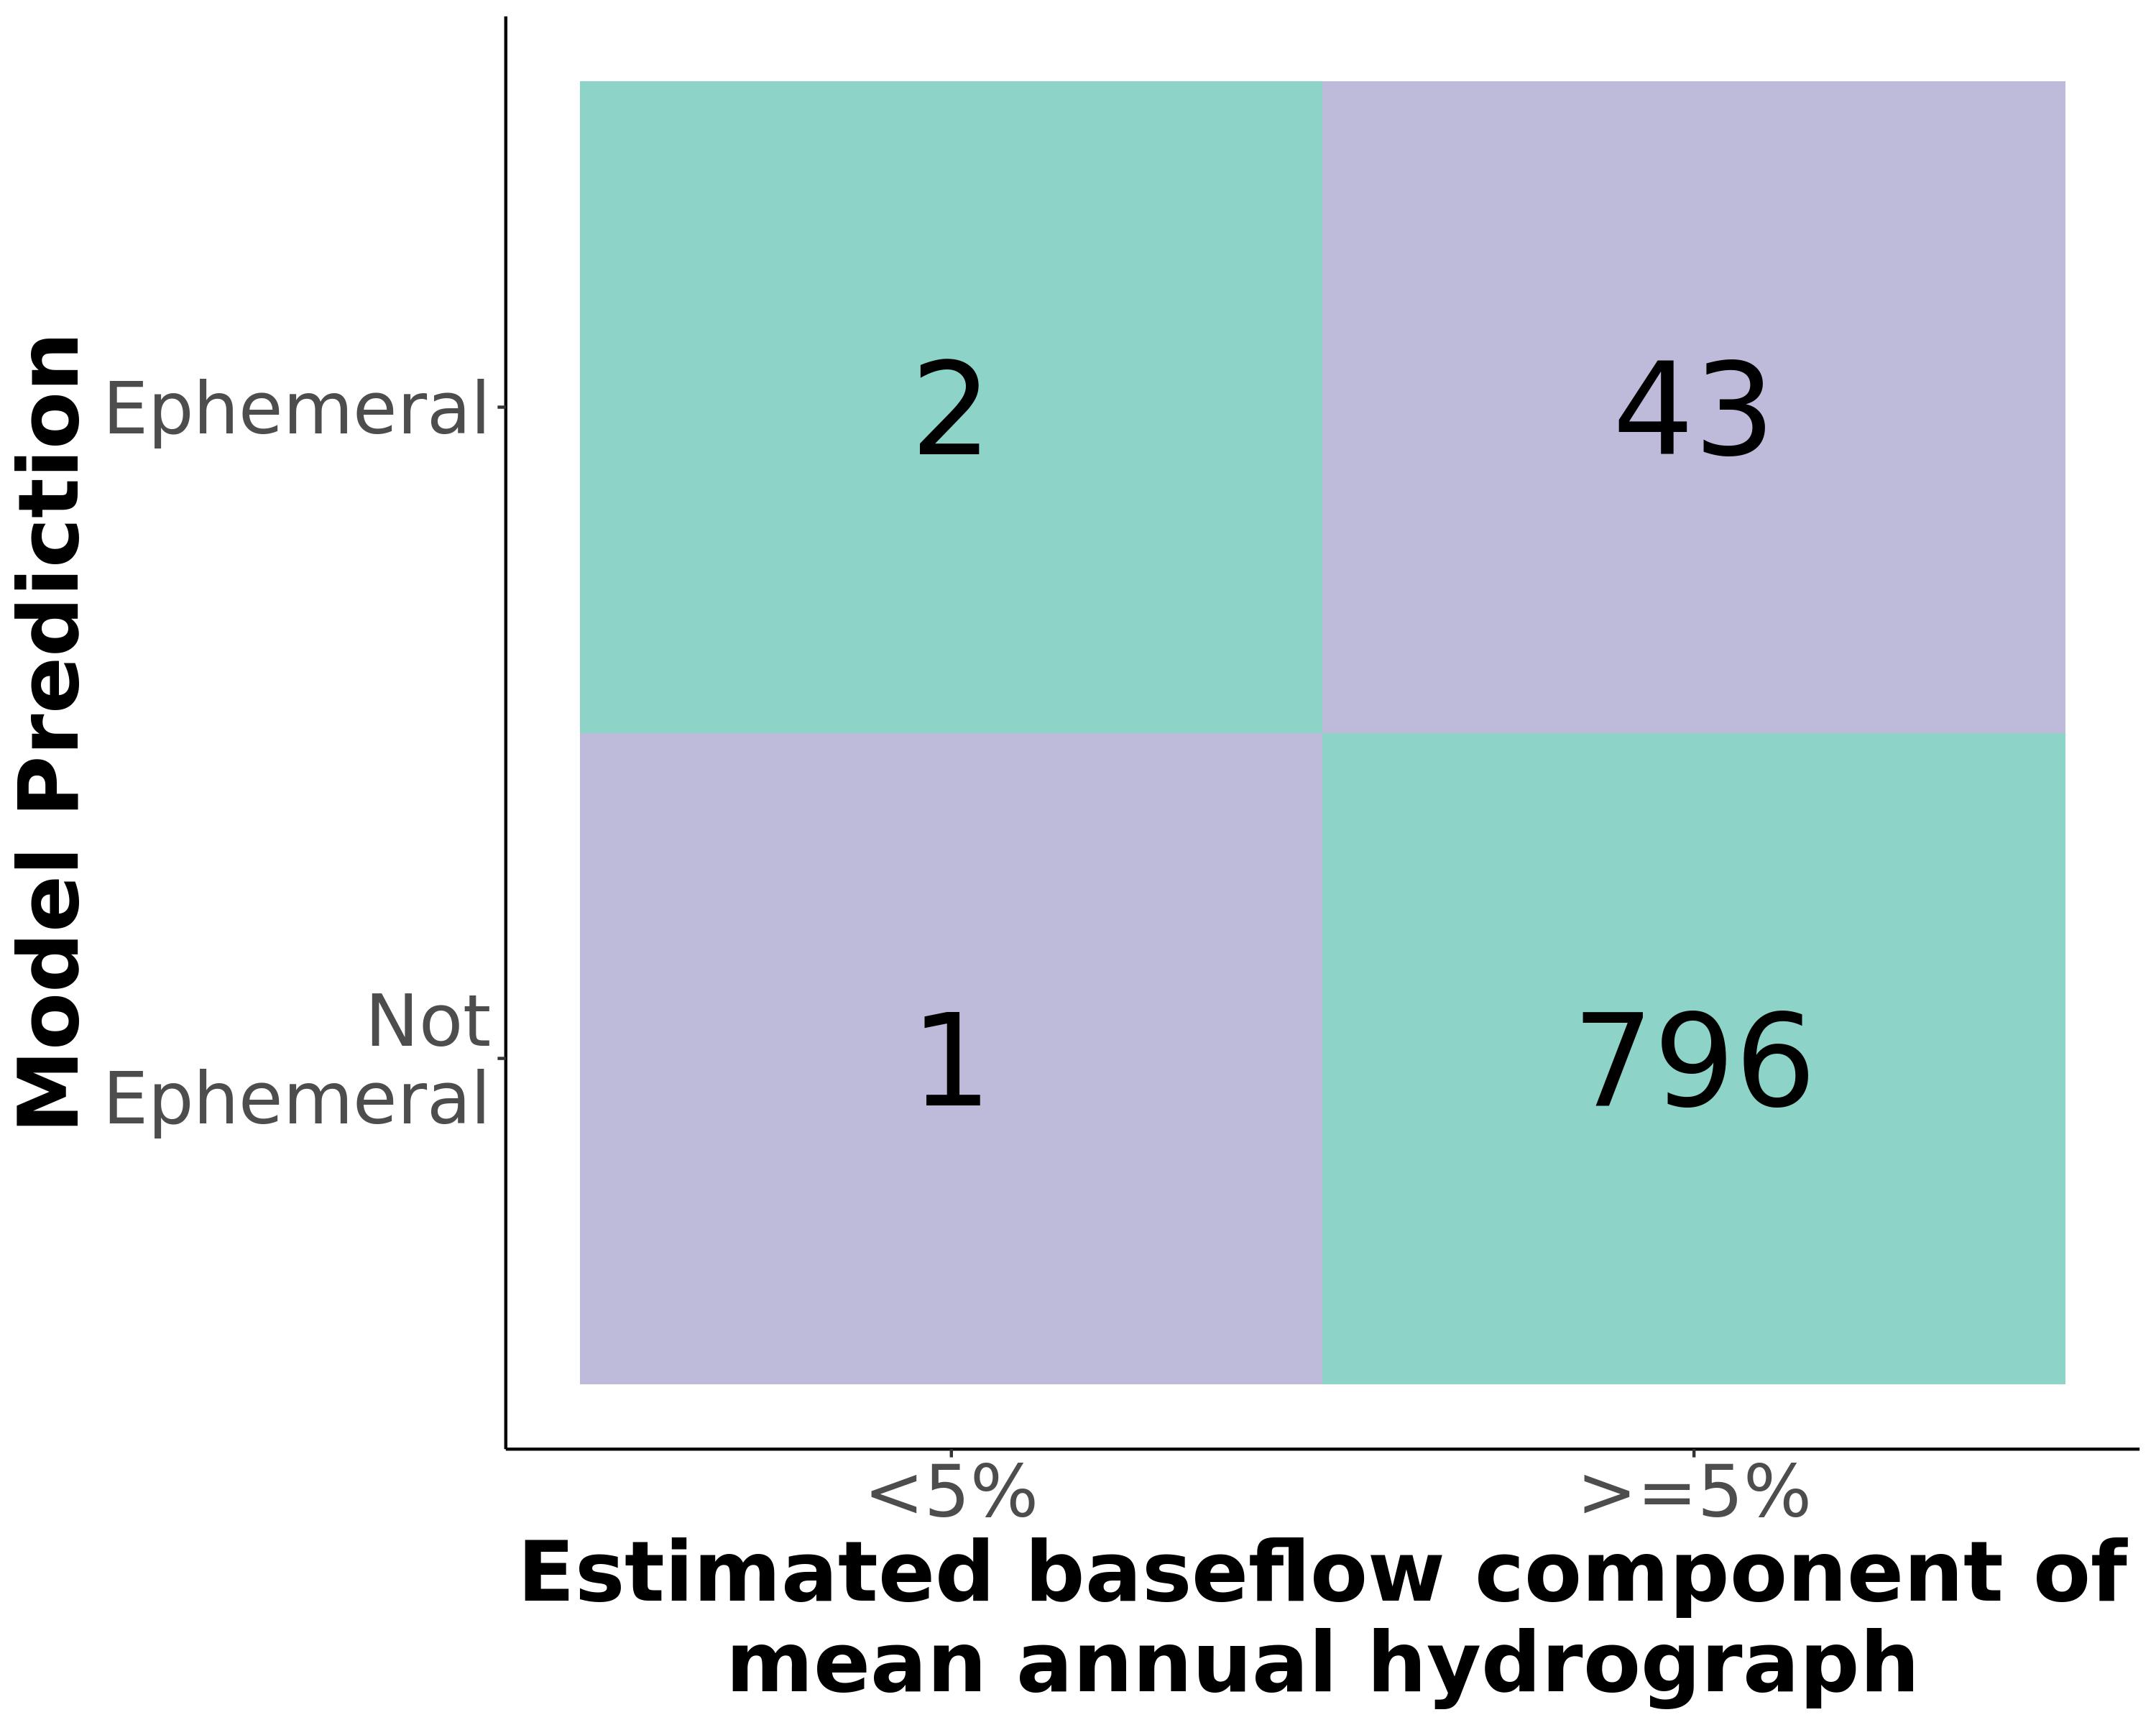 Model Prediction
Ephemeral
2
43
Not
Ephemeral
1
796
<5%
>=5%
Estimated baseflow component of
mean annual hydrograph